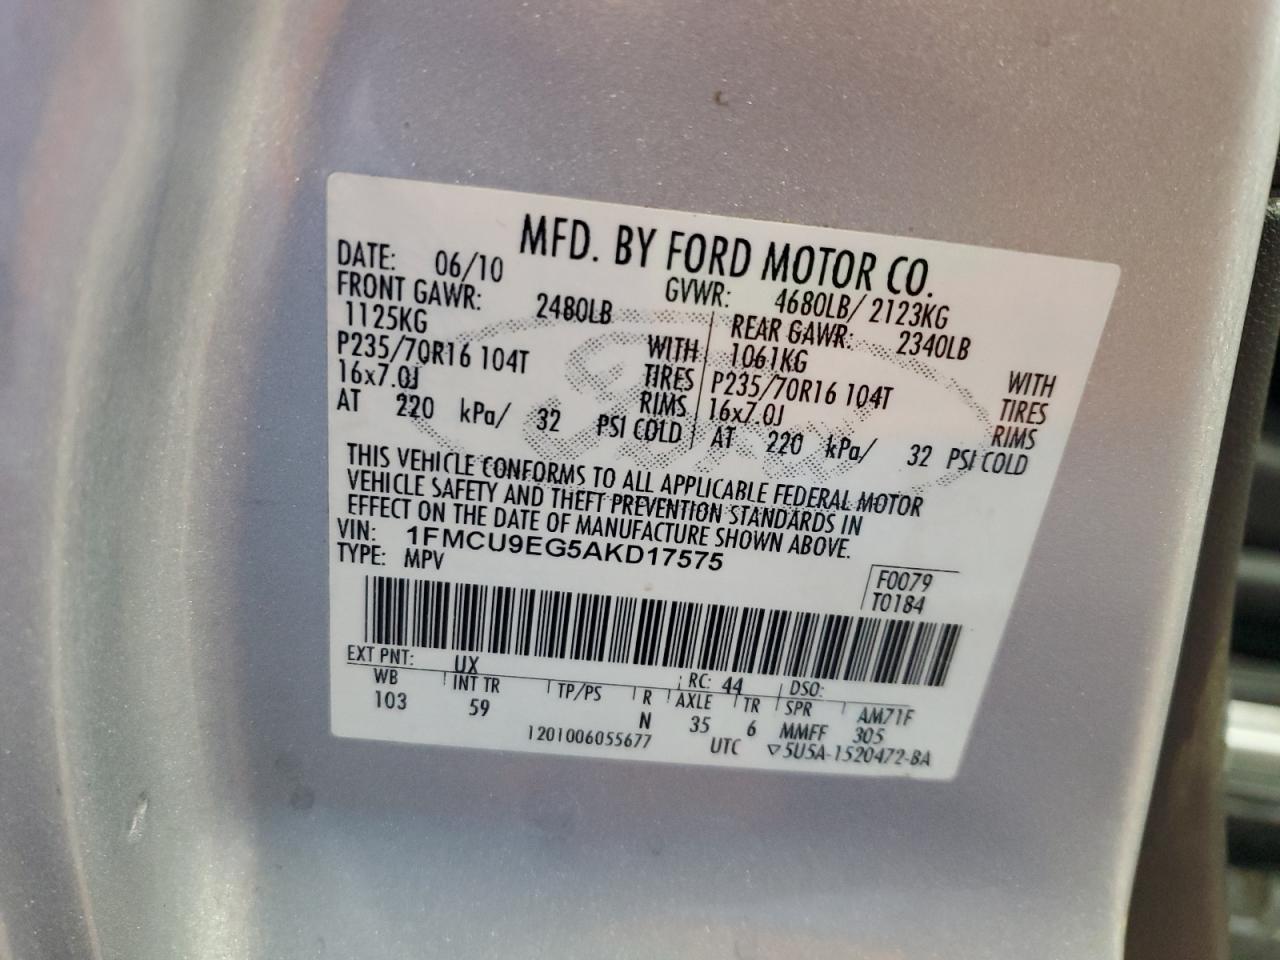 MFD. BY FORD MOTOR CO.
DATE: 06/10 GVWR: 4680LB/ 2123KG
FRONT GAWR: 2480LB REAR GAWR: 2340LB
1125KG WITH 1061KG WITH
P235/70R16 104T TIRES P235/70R16 104T TIRES
16x7.0J RIMS 16x7.0J RIMS
AT 220 kPa/ 32 PSI COLD AT 220 kPa/ 32 PSI COLD
THIS VEHICLE CONFORMS TO ALL APPLICABLE FEDERAL MOTOR
VEHICLE SAFETY AND THEFT PREVENTION STANDARDS IN
EFFECT ON THE DATE OF MANUFACTURE SHOWN ABOVE.
VIN: 1FMCU9EG5AKD17575
TYPE: MPV
F0079
T0184
EXT PNT: UX RC: 44 DSO:
WB INT TR TP/PS R AXLE TR SPR AM71F
103 59 N 35 6 MMFF 305
1201006055677 UTC ▽5U5A-1520472-BA